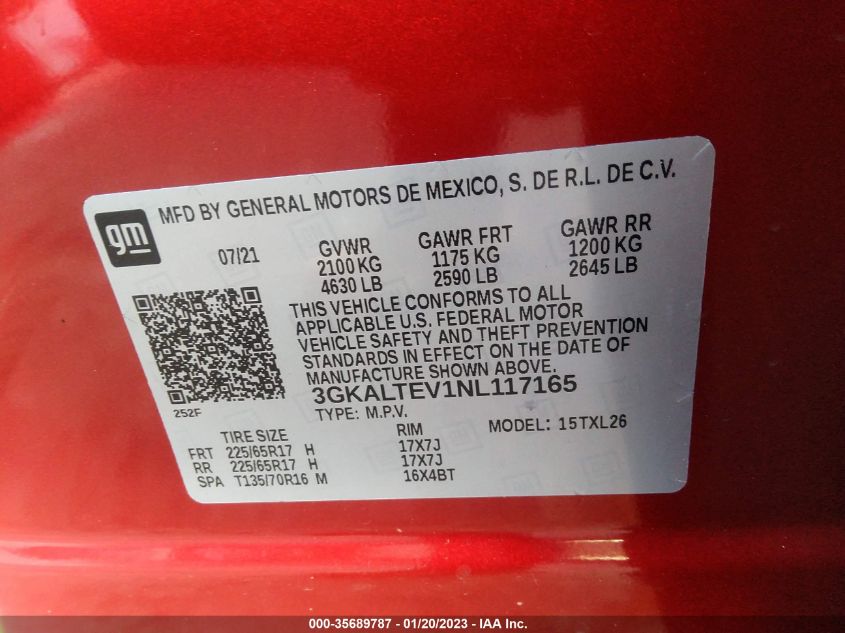 gm
MFD BY GENERAL MOTORS DE MEXICO, S. DE R.L. DE C.V.
07/21 GVWR GAWR FRT GAWR RR
2100 KG 1175 KG 1200 KG
4630 LB 2590 LB 2645 LB
THIS VEHICLE CONFORMS TO ALL
APPLICABLE U.S. FEDERAL MOTOR
VEHICLE SAFETY AND THEFT PREVENTION
STANDARDS IN EFFECT ON THE DATE OF
MANUFACTURE SHOWN ABOVE.
252F
3GKALTEV1NL117165
TYPE: M.P.V.
MODEL: 15TXL26
TIRE SIZE RIM
FRT 225/65R17 H 17X7J
RR 225/65R17 H 17X7J
SPA T135/70R16 M 16X4BT
000-35689787 - 01/20/2023 - IAA Inc.